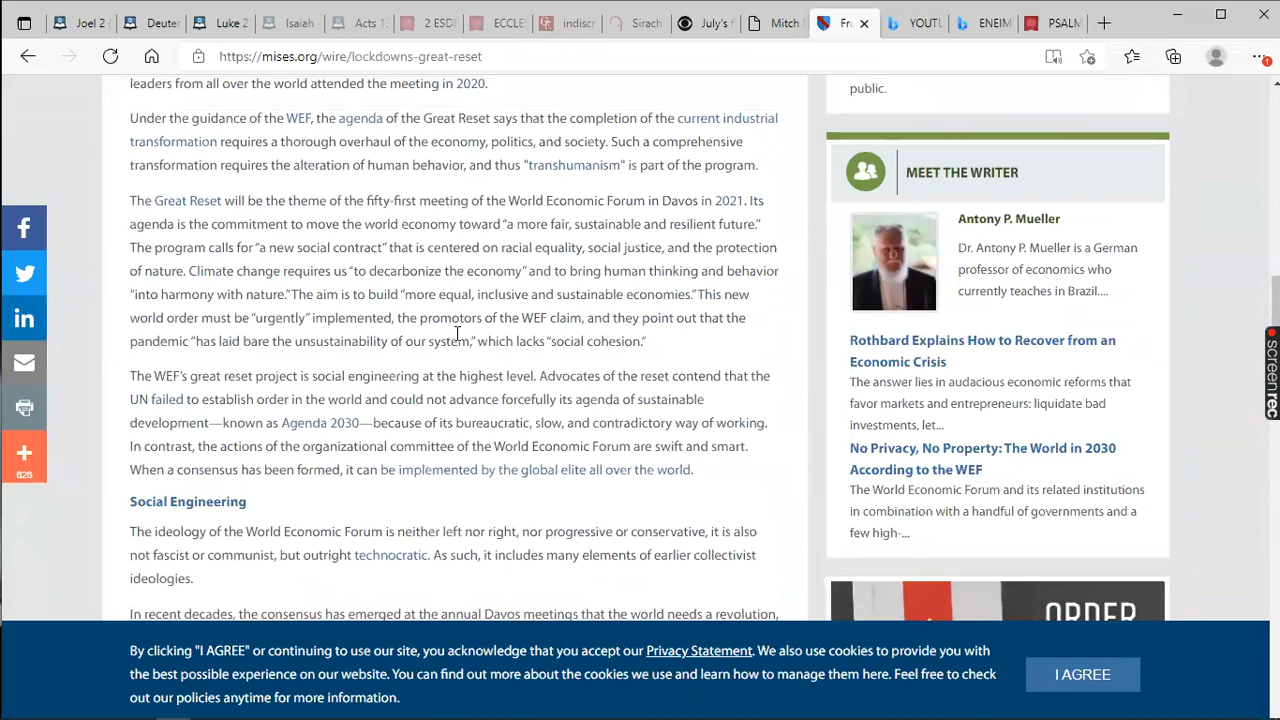 Joel 2 (
Deuter
Luke 2
Isaiah
Acts 13
2 ESDF
ECCLES
indiscr
Sirach
July's f
Mitch
Fro
YOUTU
ENEIM
PSALM
https://mises.org/wire/lockdowns-great-reset
leaders from all over the world attended the meeting in 2020.
Under the guidance of the WEF, the agenda of the Great Reset says that the completion of the current industrial
transformation requires a thorough overhaul of the economy, politics, and society. Such a comprehensive
transformation requires the alteration of human behavior, and thus "transhumanism" is part of the program.
The Great Reset will be the theme of the fifty-first meeting of the World Economic Forum in Davos in 2021. Its
agenda is the commitment to move the world economy toward “a more fair, sustainable and resilient future.”
The program calls for “a new social contract” that is centered on racial equality, social justice, and the protection
of nature. Climate change requires us “to decarbonize the economy” and to bring human thinking and behavior
“into harmony with nature.” The aim is to build “more equal, inclusive and sustainable economies.” This new
world order must be “urgently” implemented, the promotors of the WEF claim, and they point out that the
pandemic “has laid bare the unsustainability of our system,” which lacks “social cohesion.”
The WEF’s great reset project is social engineering at the highest level. Advocates of the reset contend that the
UN failed to establish order in the world and could not advance forcefully its agenda of sustainable
development—known as Agenda 2030—because of its bureaucratic, slow, and contradictory way of working.
In contrast, the actions of the organizational committee of the World Economic Forum are swift and smart.
When a consensus has been formed, it can be implemented by the global elite all over the world.
Social Engineering
The ideology of the World Economic Forum is neither left nor right, nor progressive or conservative, it is also
not fascist or communist, but outright technocratic. As such, it includes many elements of earlier collectivist
ideologies.
In recent decades, the consensus has emerged at the annual Davos meetings that the world needs a revolution,
626
public.
MEET THE WRITER
Antony P. Mueller
Dr. Antony P. Mueller is a German
professor of economics who
currently teaches in Brazil....
Rothbard Explains How to Recover from an
Economic Crisis
The answer lies in audacious economic reforms that
favor markets and entrepreneurs: liquidate bad
investments, let...
No Privacy, No Property: The World in 2030
According to the WEF
The World Economic Forum and its related institutions
in combination with a handful of governments and a
few high-...
ORDER
screenrec
By clicking "I AGREE" or continuing to use our site, you acknowledge that you accept our Privacy Statement. We also use cookies to provide you with
the best possible experience on our website. You can find out more about the cookies we use and learn how to manage them here. Feel free to check
out our policies anytime for more information.
I AGREE